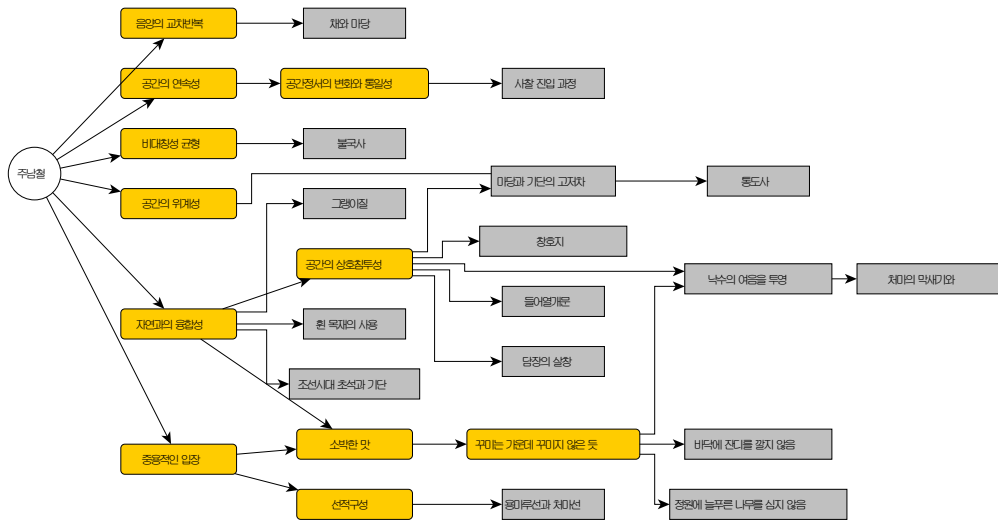 음양의 교차반복
채와 마당
공간의 연속성
공간정서의 변화와 통일성
사찰 진입 과정
비대칭성 균형
불국사
주남철
마당과 기단의 고저차
통도사
공간의 위계성
그랭이질
창호지
공간의 상호침투성
낙수의 여음을 투영
처마의 막새기와
들어열개문
자연과의 융합성
휜 목재의 사용
담장의 살창
조선시대 초석과 기단
소박한 맛
꾸미는 가운데 꾸미지 않은 듯
바닥에 잔디를 깔지 않음
중용적인 입장
선적구성
용마루선과 처마선
정원에 늘푸른 나무를 심지 않음